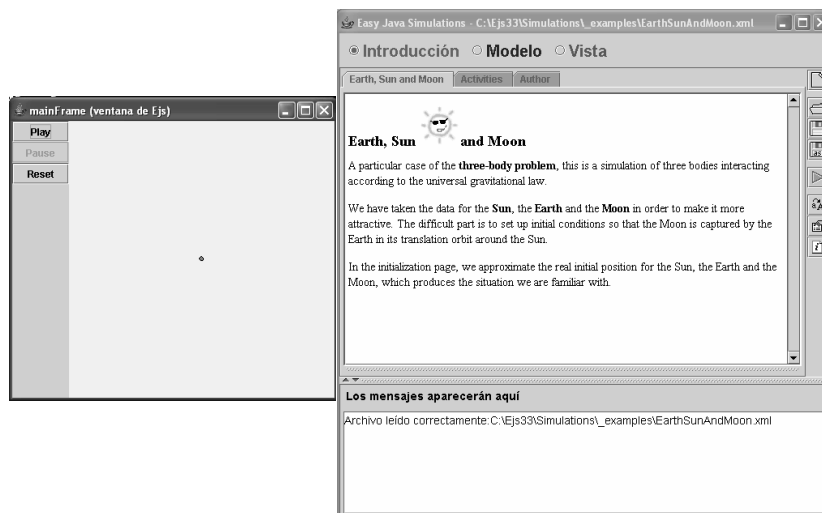 mainFrame (ventana de Ejs)
Play
Pause
Reset
Easy Java Simulations - C:\Ejs33\Simulations\_examples\EarthSunAndMoon.xml
Introducción Modelo Vista
Earth, Sun and Moon Activities Author
Earth, Sun and Moon
A particular case of the three-body problem, this is a simulation of three bodies interacting
according to the universal gravitational law.
We have taken the data for the Sun, the Earth and the Moon in order to make it more
attractive. The difficult part is to set up initial conditions so that the Moon is captured by the
Earth in its translation orbit around the Sun.
In the initialization page, we approximate the real initial position for the Sun, the Earth and the
Moon, which produces the situation we are familiar with.
Los mensajes aparecerán aquí
Archivo leído correctamente:C:\Ejs33\Simulations\_examples\EarthSunAndMoon.xml